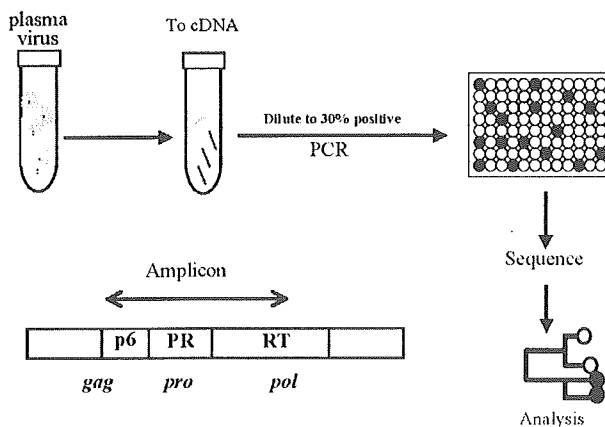 plasma
virus
To cDNA
Dilute to 30% positive
PCR
Sequence
Amplicon
p6 PR RT
gag pro pol
Analysis